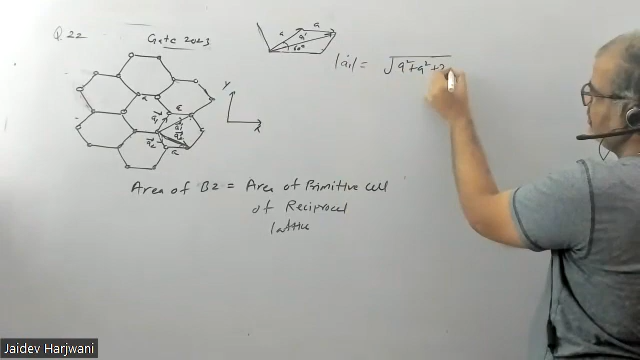 Q.22
Gate 2023
a a
a' 60°
|a₁| = √a²+a²+2
Y
X
Area of BZ = Area of Primitive cell
of Reciprocal
lattice
Jaidev Harjwani